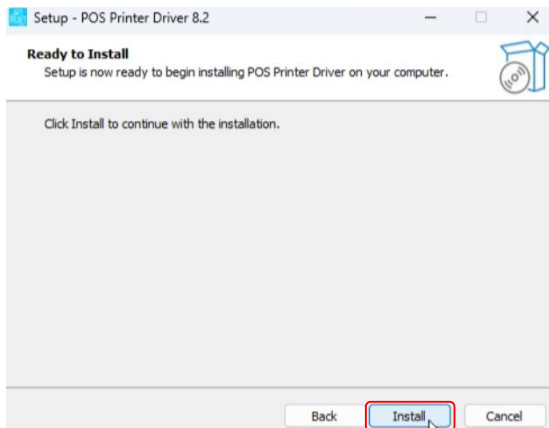 Setup - POS Printer Driver 8.2
Ready to Install
Setup is now ready to begin installing POS Printer Driver on your computer.
Click Install to continue with the installation.
Back Install Cancel